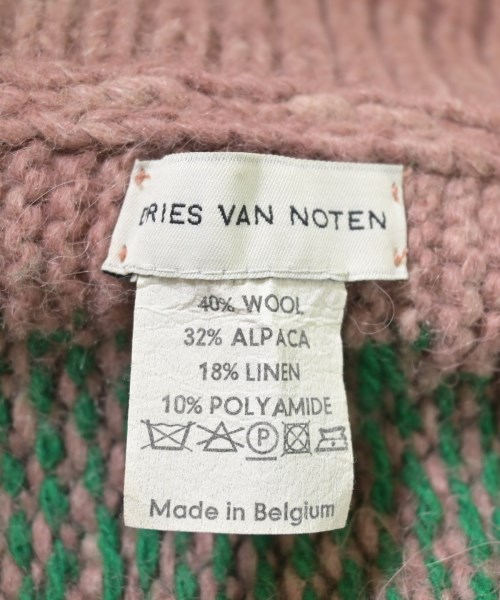 DRIES VAN NOTEN
40% WOOL
32% ALPACA
18% LINEN
10% POLYAMIDE
P
Made in Belgium